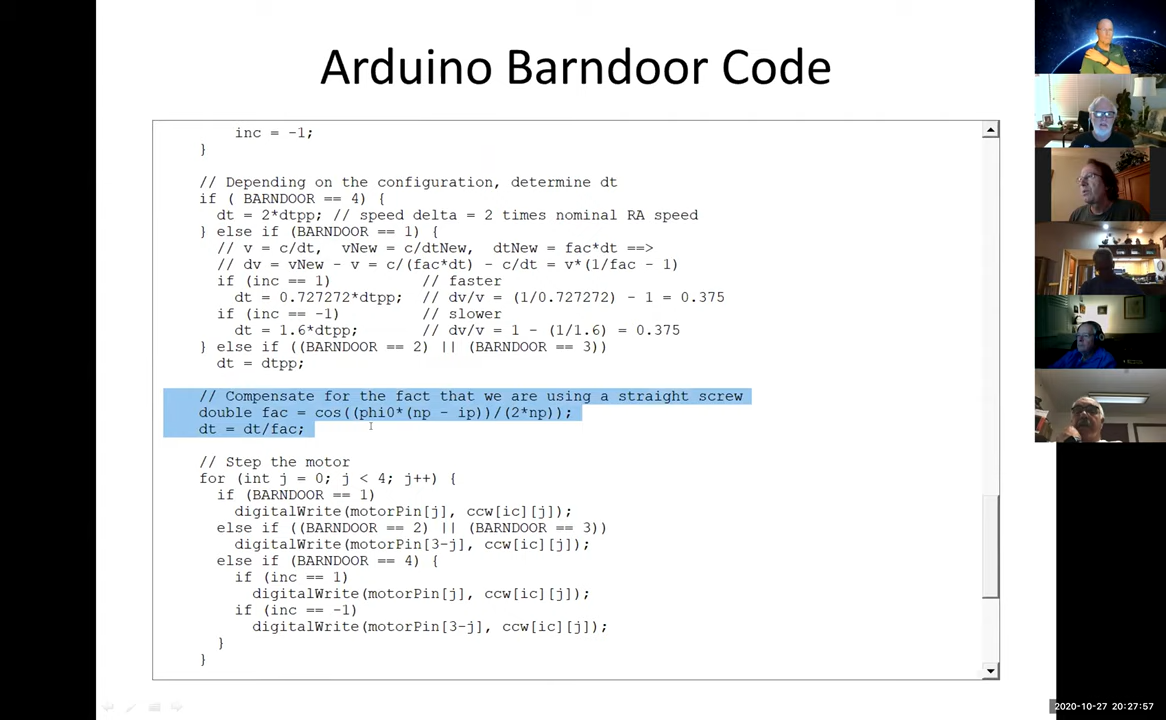 Arduino Barndoor Code
inc = -1;
}
// Depending on the configuration, determine dt
if ( BARNDOOR == 4) {
dt = 2*dtpp; // speed delta = 2 times nominal RA speed
} else if (BARNDOOR == 1) {
// v = c/dt, vNew = c/dtNew, dtNew = fac*dt ==>
// dv = vNew - v = c/(fac*dt) - c/dt = v*(1/fac - 1)
if (inc == 1) // faster
dt = 0.727272*dtpp; // dv/v = (1/0.727272) - 1 = 0.375
if (inc == -1) // slower
dt = 1.6*dtpp; // dv/v = 1 - (1/1.6) = 0.375
} else if ((BARNDOOR == 2) || (BARNDOOR == 3))
dt = dtpp;
// Compensate for the fact that we are using a straight screw
double fac = cos((phi0*(np - ip))/(2*np));
dt = dt/fac;
// Step the motor
for (int j = 0; j < 4; j++) {
if (BARNDOOR == 1)
digitalWrite(motorPin[j], ccw[ic][j]);
else if ((BARNDOOR == 2) || (BARNDOOR == 3))
digitalWrite(motorPin[3-j], ccw[ic][j]);
else if (BARNDOOR == 4) {
if (inc == 1)
digitalWrite(motorPin[j], ccw[ic][j]);
if (inc == -1)
digitalWrite(motorPin[3-j], ccw[ic][j]);
}
}
2020-10-27 20:27:57